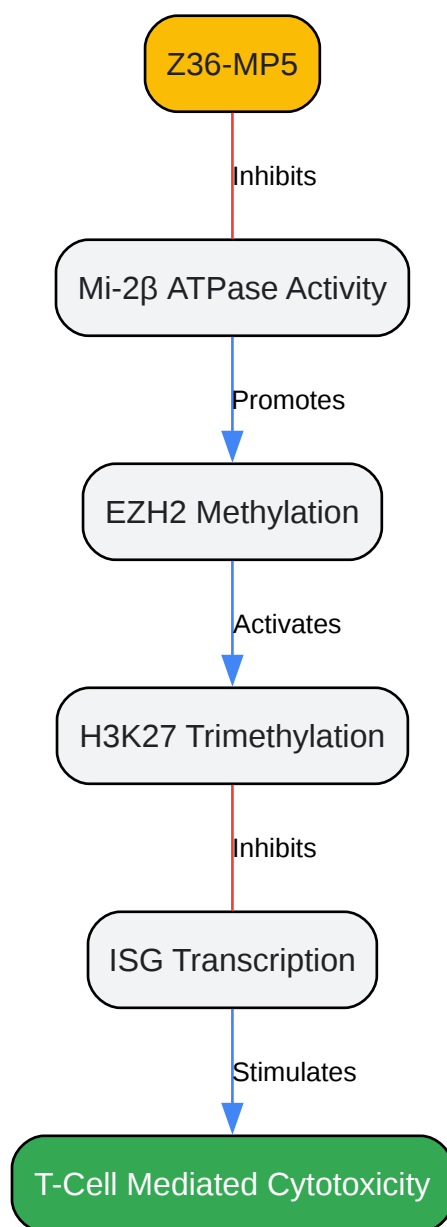 Z36-MP5
Inhibits
Mi-2β ATPase Activity
Promotes
EZH2 Methylation
Activates
H3K27 Trimethylation
Inhibits
ISG Transcription
Stimulates
T-Cell Mediated Cytotoxicity